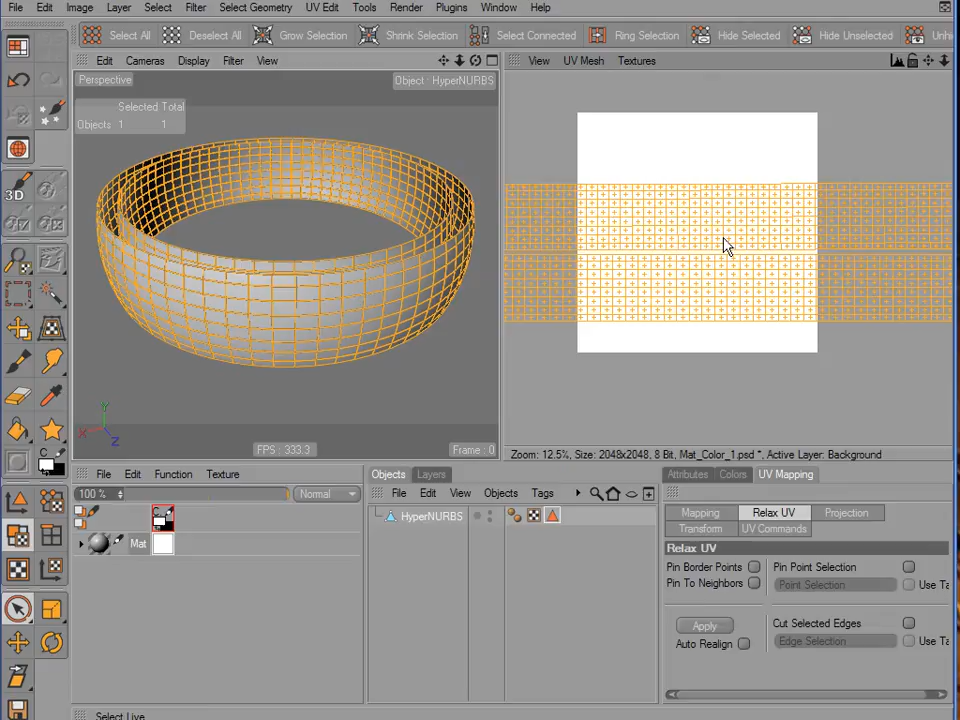 File Edit Image Layer Select Filter Select Geometry UV Edit Tools Render Plugins Window Help
Select All Deselect All Grow Selection Shrink Selection Select Connected Ring Selection Hide Selected Hide Unselected
Edit Cameras Display Filter View
View UV Mesh Textures
Perspective
Object : HyperNURBS
Selected Total
Objects 1 1
3D
X Y Z
FPS : 333.3
Frame : 0
Zoom: 12.5%, Size: 2048x2048, 8 Bit, Mat_Color_1.psd *, Active Layer: Background
File Edit Function Texture
100 % Normal
C
Mat
Objects Layers
File Edit View Objects Tags
HyperNURBS
Attributes Colors UV Mapping
Mapping Relax UV Projection
Transform UV Commands
Relax UV
Pin Border Points Pin Point Selection
Pin To Neighbors Point Selection Use Ta
Apply Cut Selected Edges
Auto Realign Edge Selection Use Ta
Select Live